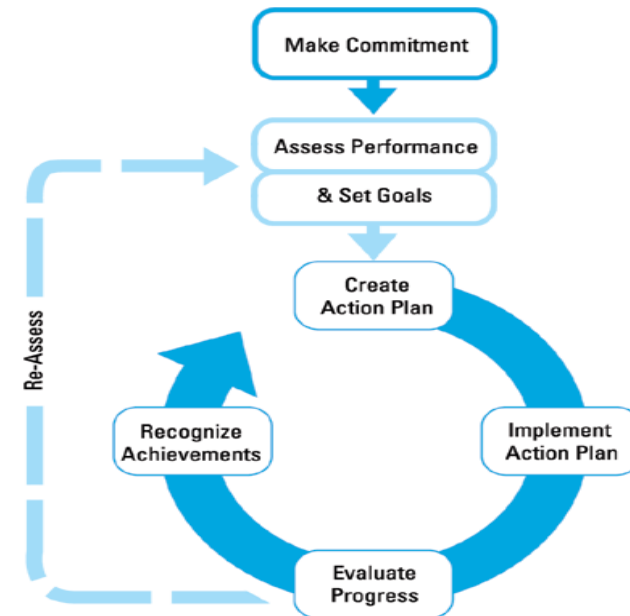 Make Commitment
Assess Performance
& Set Goals
Create
Action Plan
Re-Assess
Recognize
Achievements
Implement
Action Plan
Evaluate
Progress